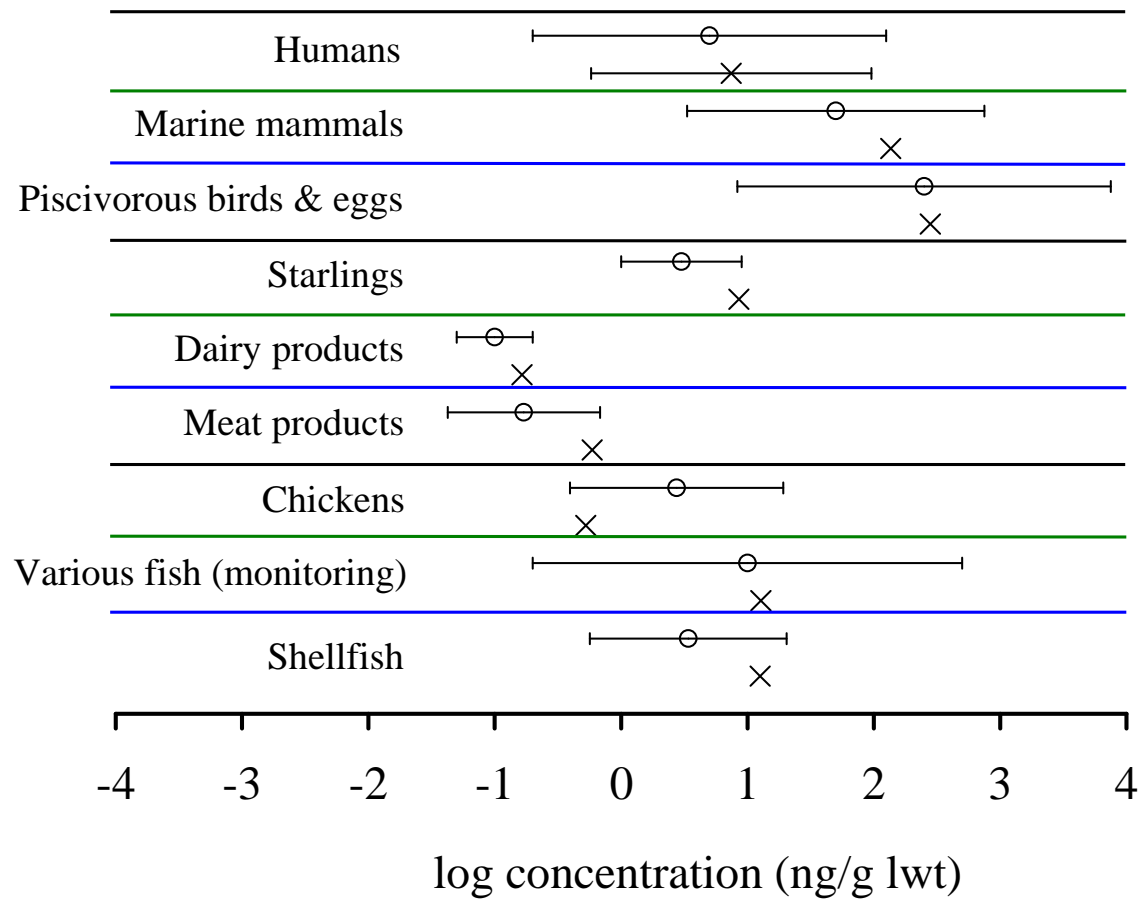 Humans
Marine mammals
Piscivorous birds & eggs
Starlings
Dairy products
Meat products
Chickens
Various fish (monitoring)
Shellfish
-4 -3 -2 -1 0 1 2 3 4
log concentration (ng/g lwt)